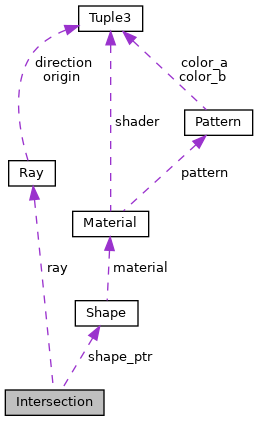 Tuple3
direction
origin
color_a
color_b
shader
Pattern
Ray
pattern
Material
ray
material
Shape
shape_ptr
Intersection